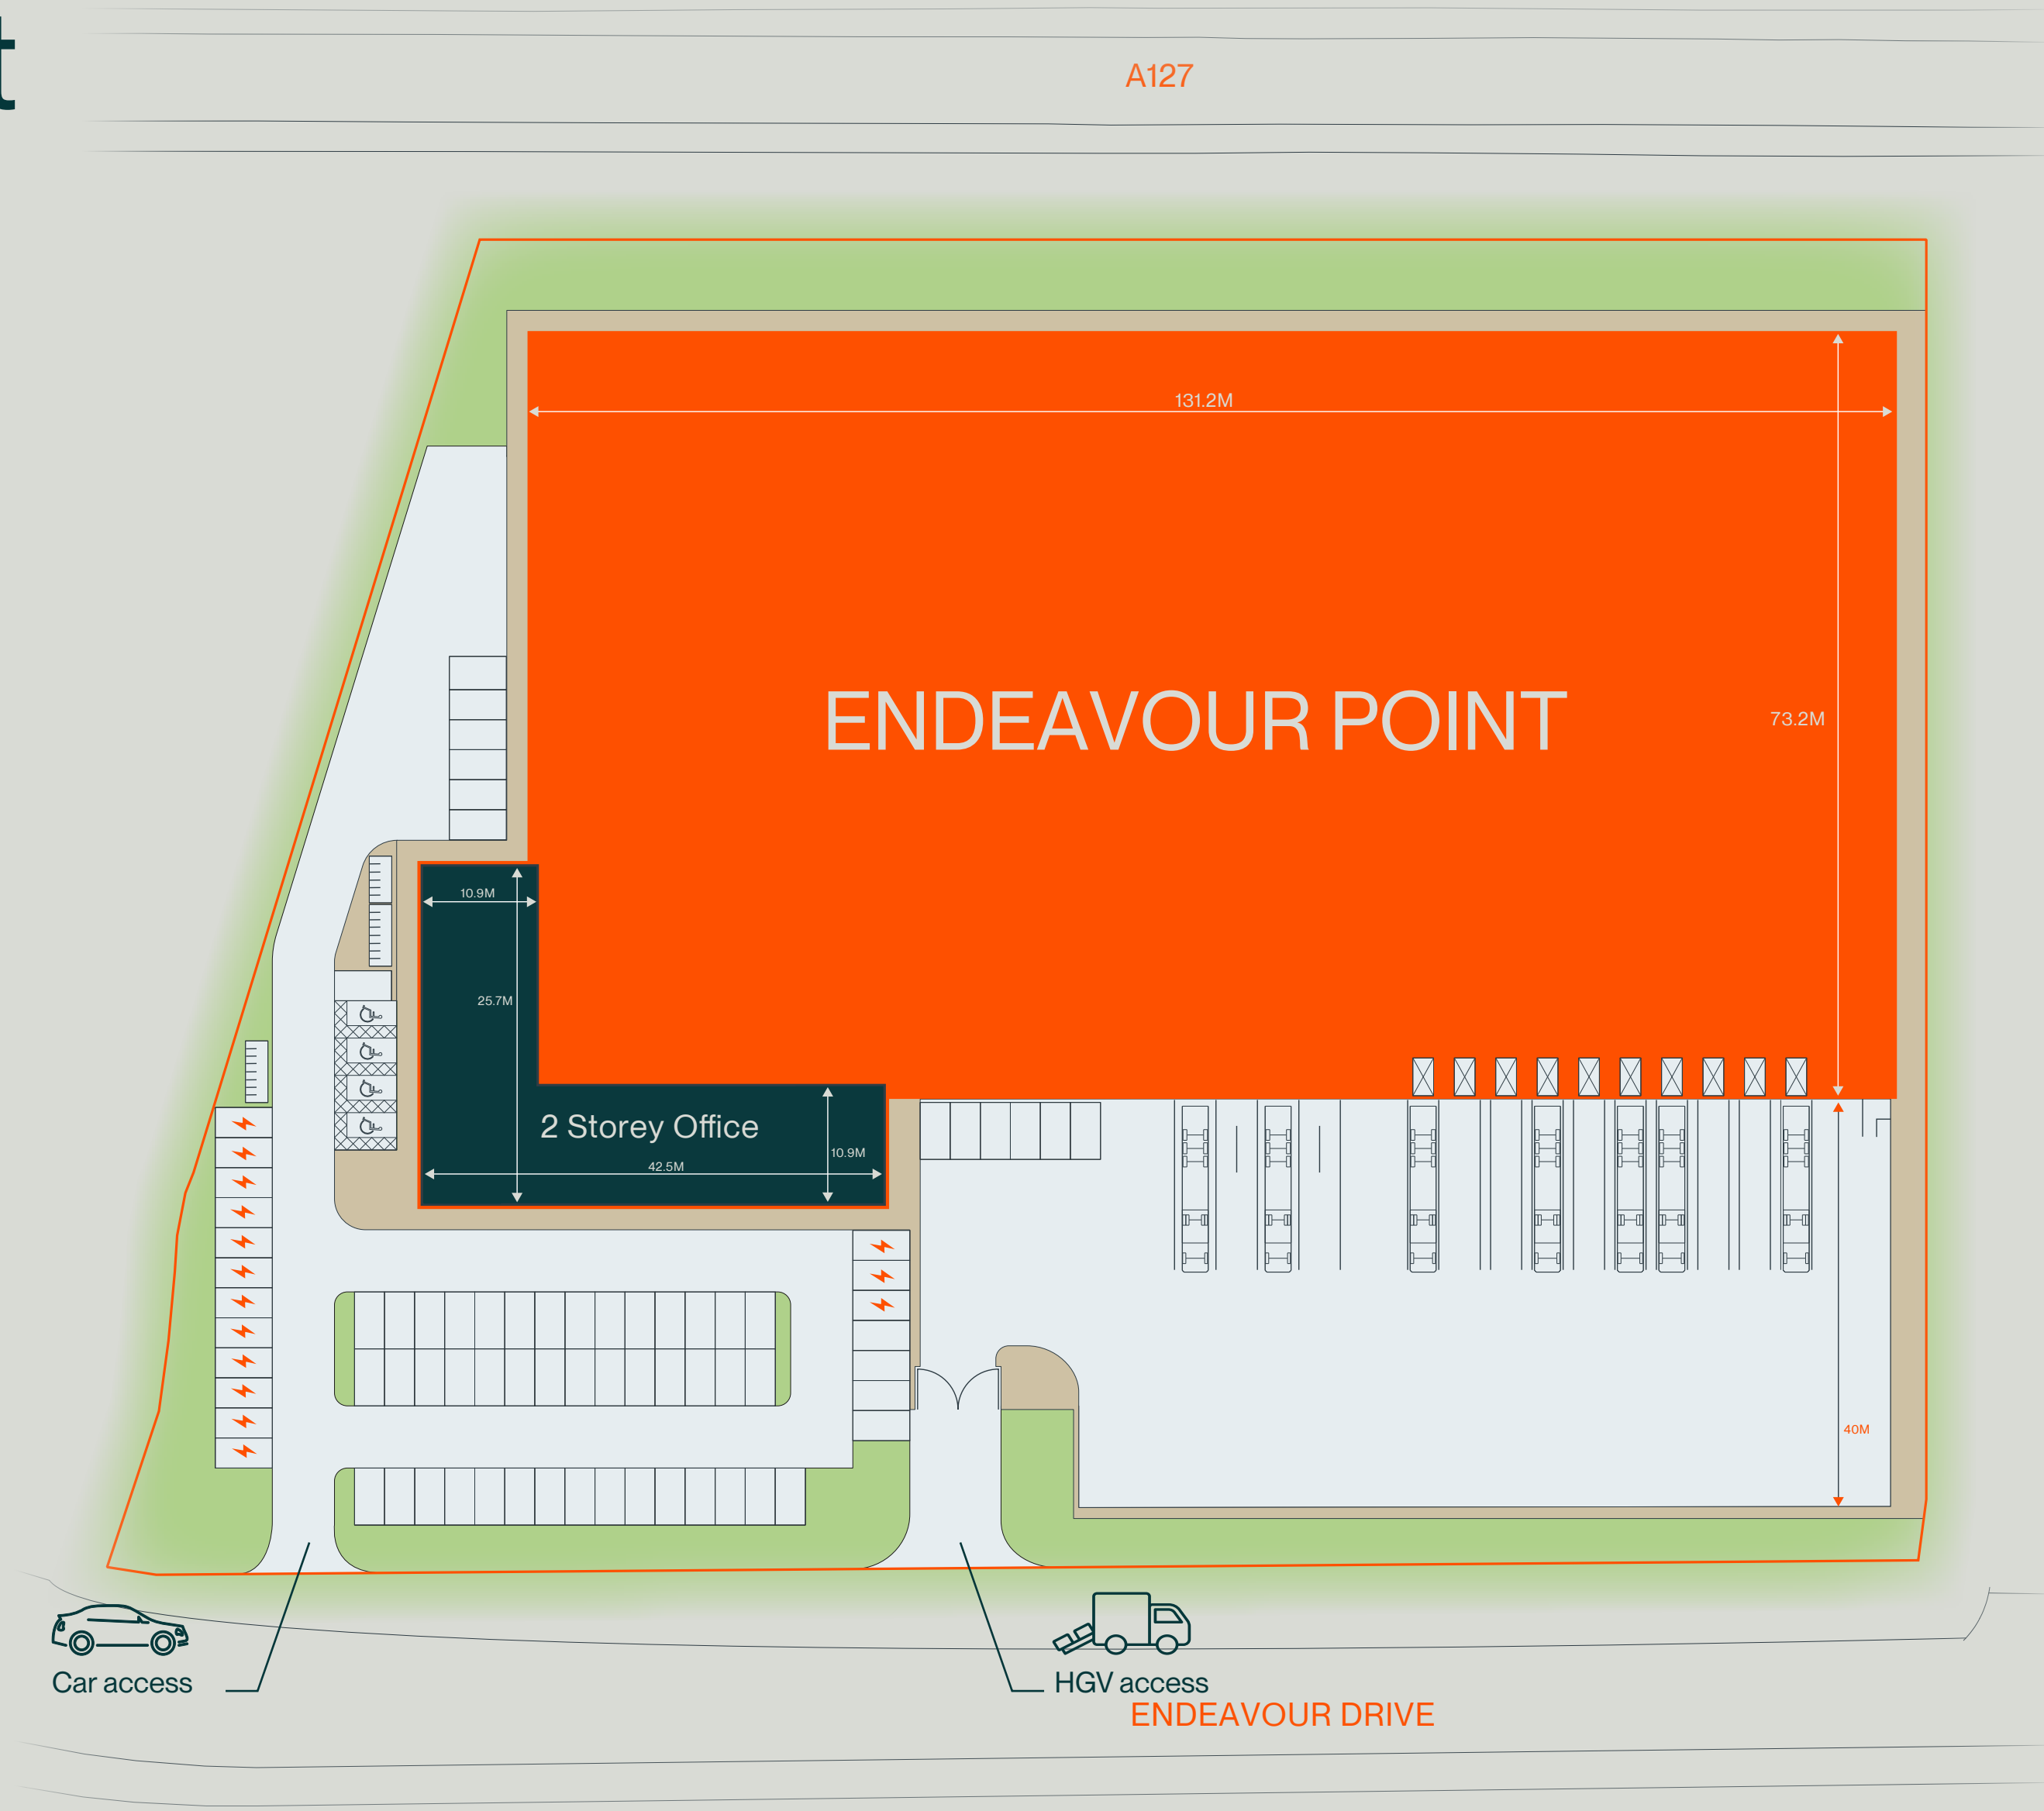 t
A127
131.2M
ENDEAVOUR POINT
73.2M
10.9M
25.7M
2 Storey Office
10.9M
42.5M
40M
Car access
HGV access
ENDEAVOUR DRIVE